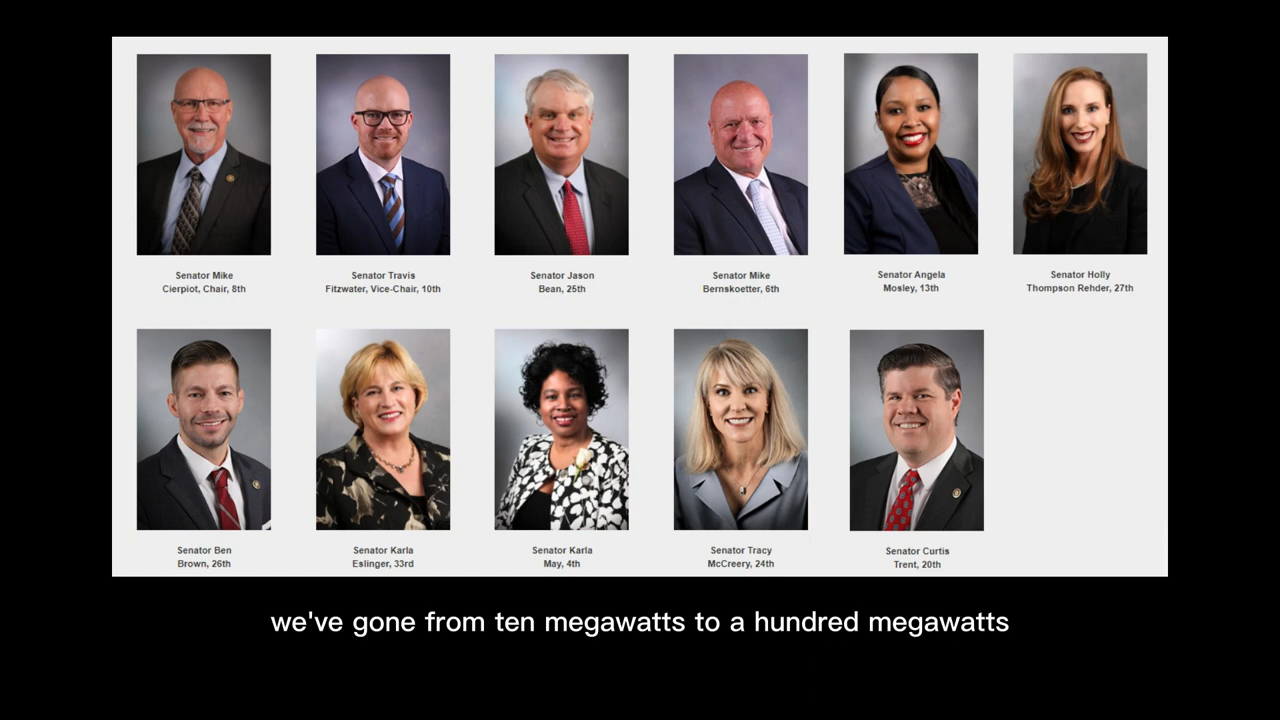 Senator Mike
Cierpiot, Chair, 8th
Senator Travis
Fitzwater, Vice-Chair, 10th
Senator Jason
Bean, 25th
Senator Mike
Bernskoetter, 6th
Senator Angela
Mosley, 13th
Senator Holly
Thompson Rehder, 27th
Senator Ben
Brown, 26th
Senator Karla
Eslinger, 33rd
Senator Karla
May, 4th
Senator Tracy
McCreery, 24th
Senator Curtis
Trent, 20th
we've gone from ten megawatts to a hundred megawatts